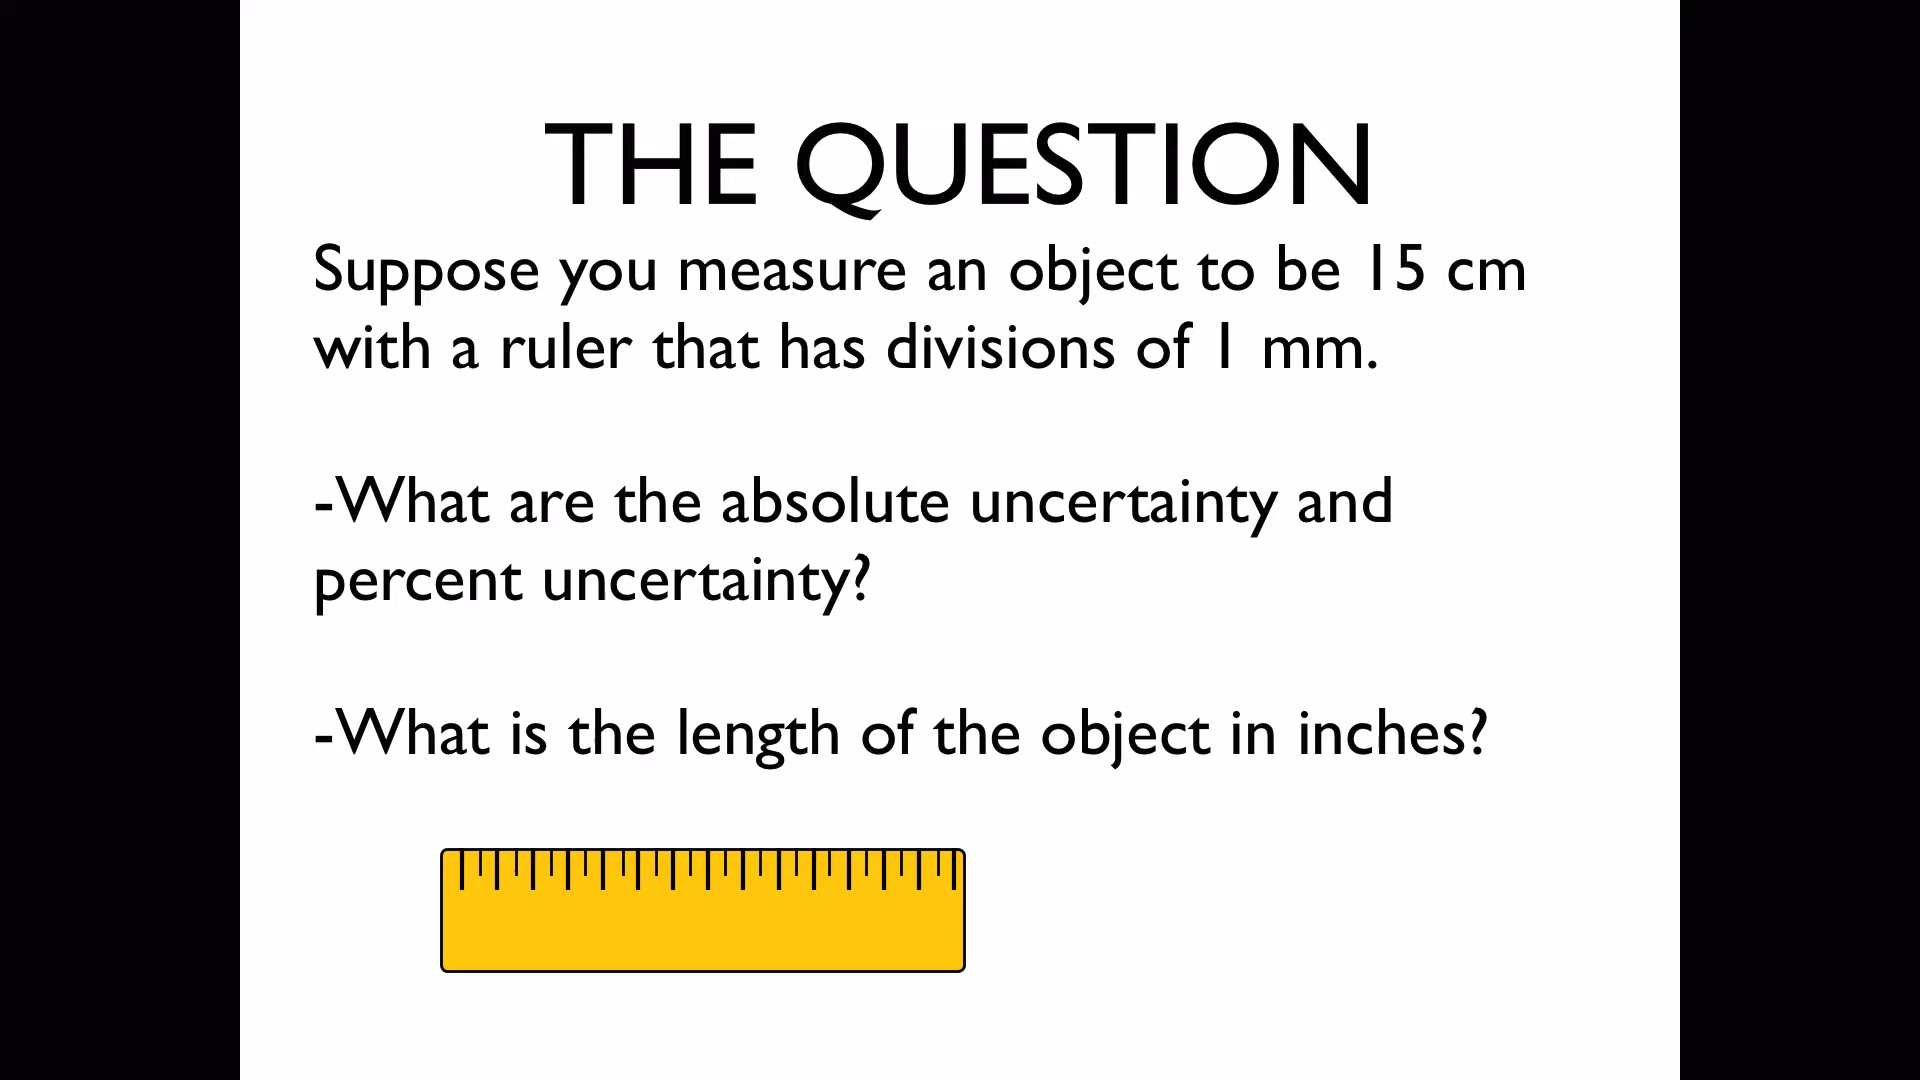 THE QUESTION
Suppose you measure an object to be 15 cm
with a ruler that has divisions of 1 mm.
-What are the absolute uncertainty and
percent uncertainty?
-What is the length of the object in inches?